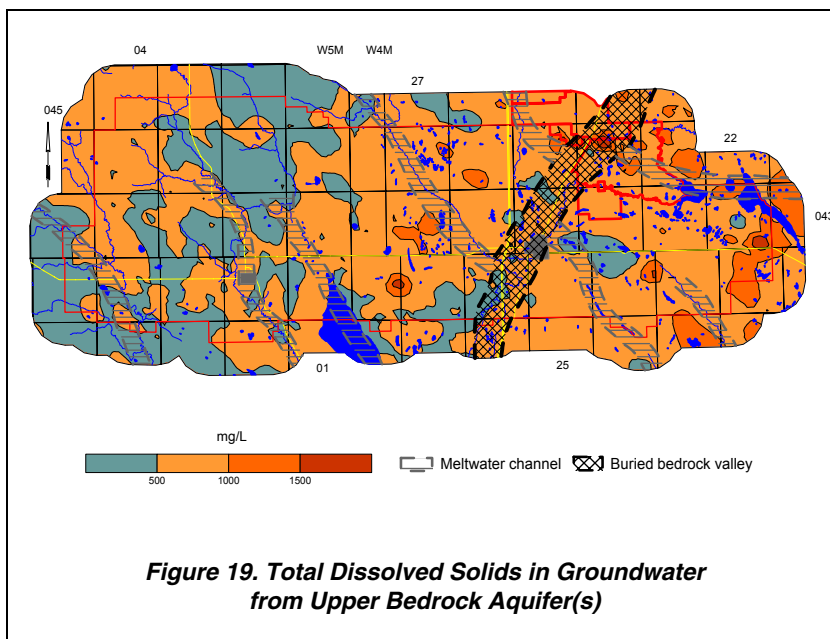 04
W5M W4M
27
045
22
043
01
25
mg/L
500 1000 1500
Meltwater channel
Buried bedrock valley
Figure 19. Total Dissolved Solids in Groundwater
from Upper Bedrock Aquifer(s)